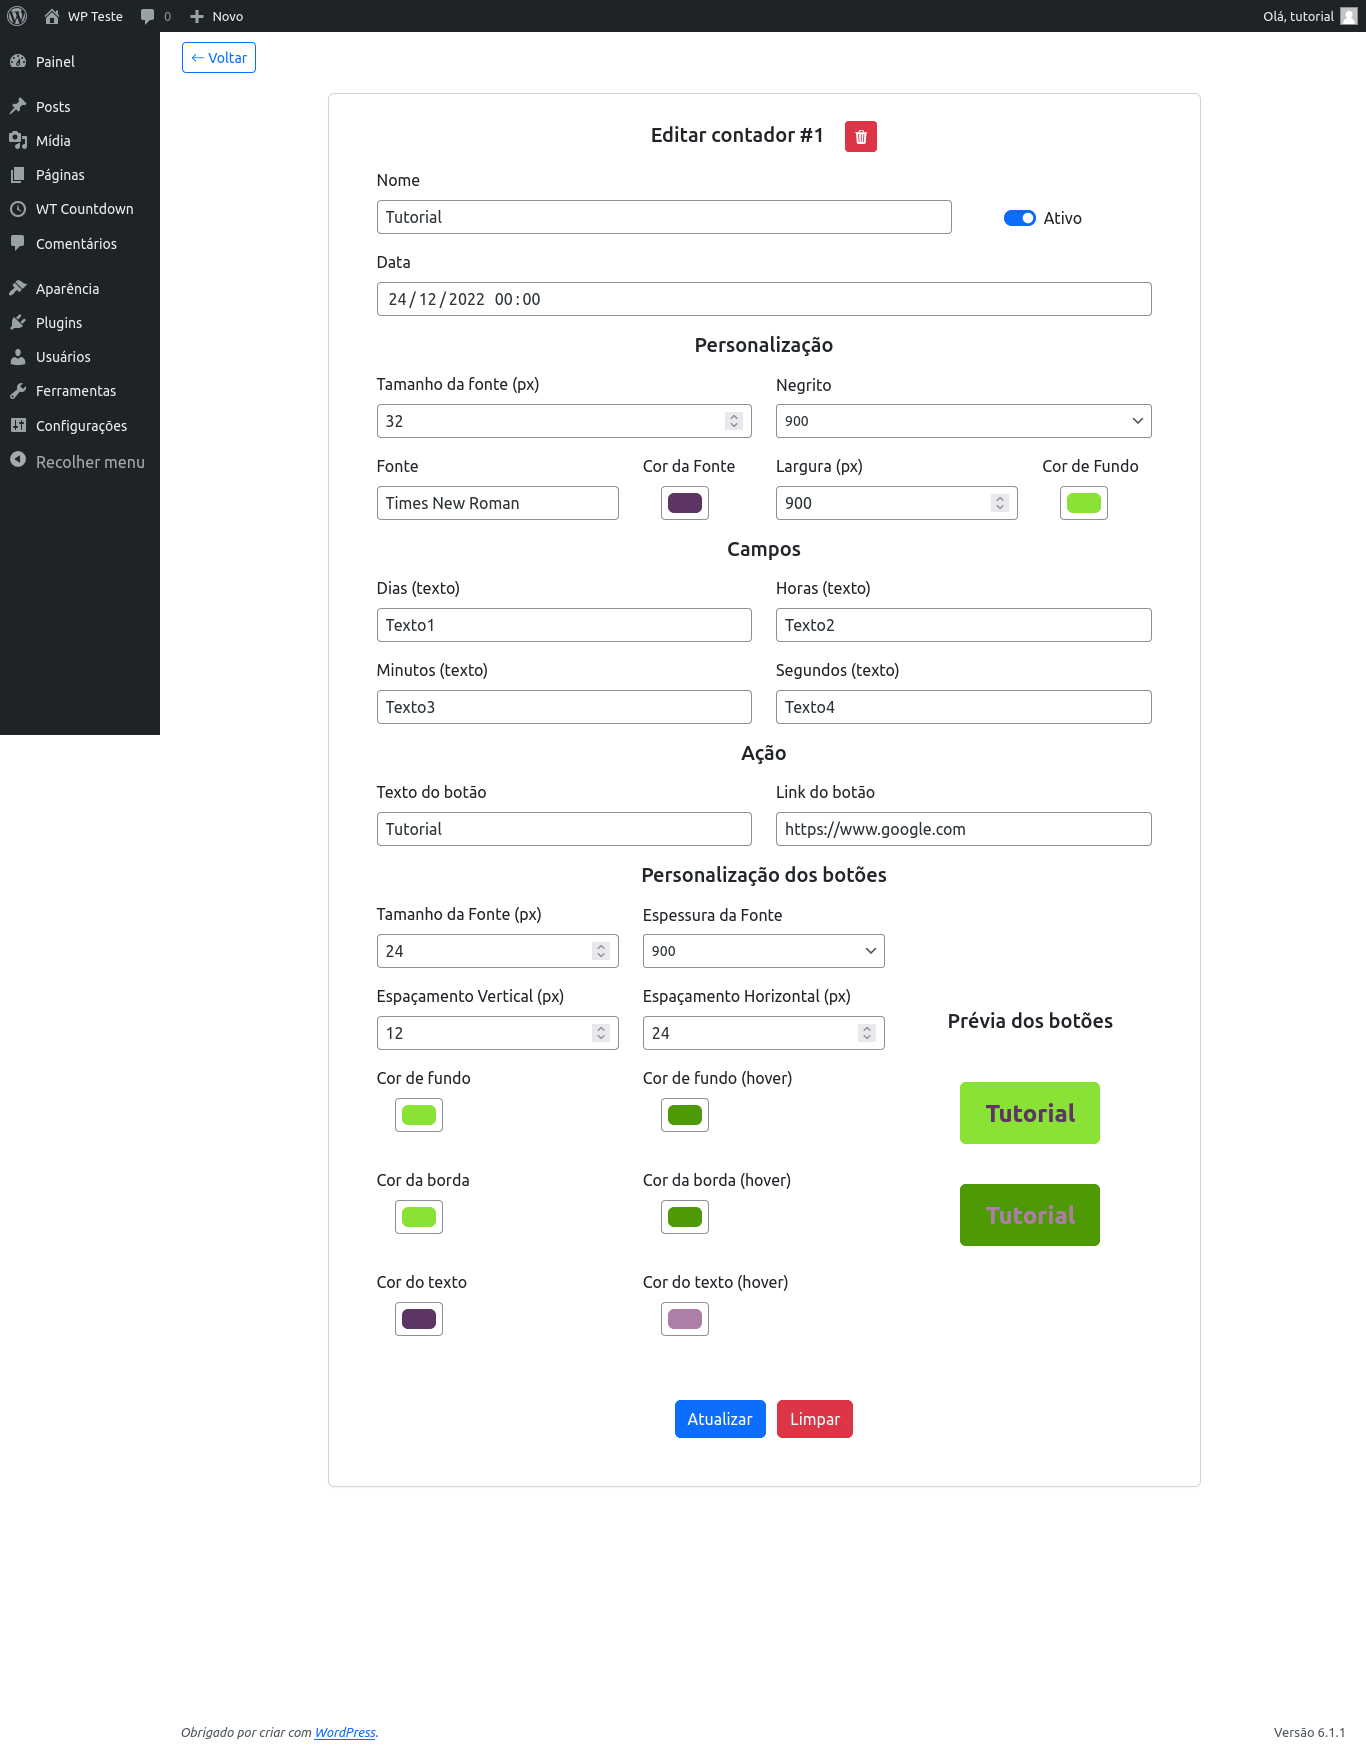 WP Teste 0 Novo Olá, tutorial
Painel
Posts
Mídia
Páginas
WT Countdown
Comentários
Aparência
Plugins
Usuários
Ferramentas
Configurações
Recolher menu
← Voltar
Editar contador #1
Nome
Tutorial Ativo
Data
24/12/2022 00:00
Personalização
Tamanho da fonte (px) Negrito
32 900
Fonte Cor da Fonte Largura (px) Cor de Fundo
Times New Roman 900
Campos
Dias (texto) Horas (texto)
Texto1 Texto2
Minutos (texto) Segundos (texto)
Texto3 Texto4
Ação
Texto do botão Link do botão
Tutorial https://www.google.com
Personalização dos botões
Tamanho da Fonte (px) Espessura da Fonte
24 900
Espaçamento Vertical (px) Espaçamento Horizontal (px)
12 24
Cor de fundo Cor de fundo (hover)
Cor da borda Cor da borda (hover)
Cor do texto Cor do texto (hover)
Prévia dos botões
Tutorial
Tutorial
Atualizar Limpar
Obrigado por criar com WordPress. Versão 6.1.1